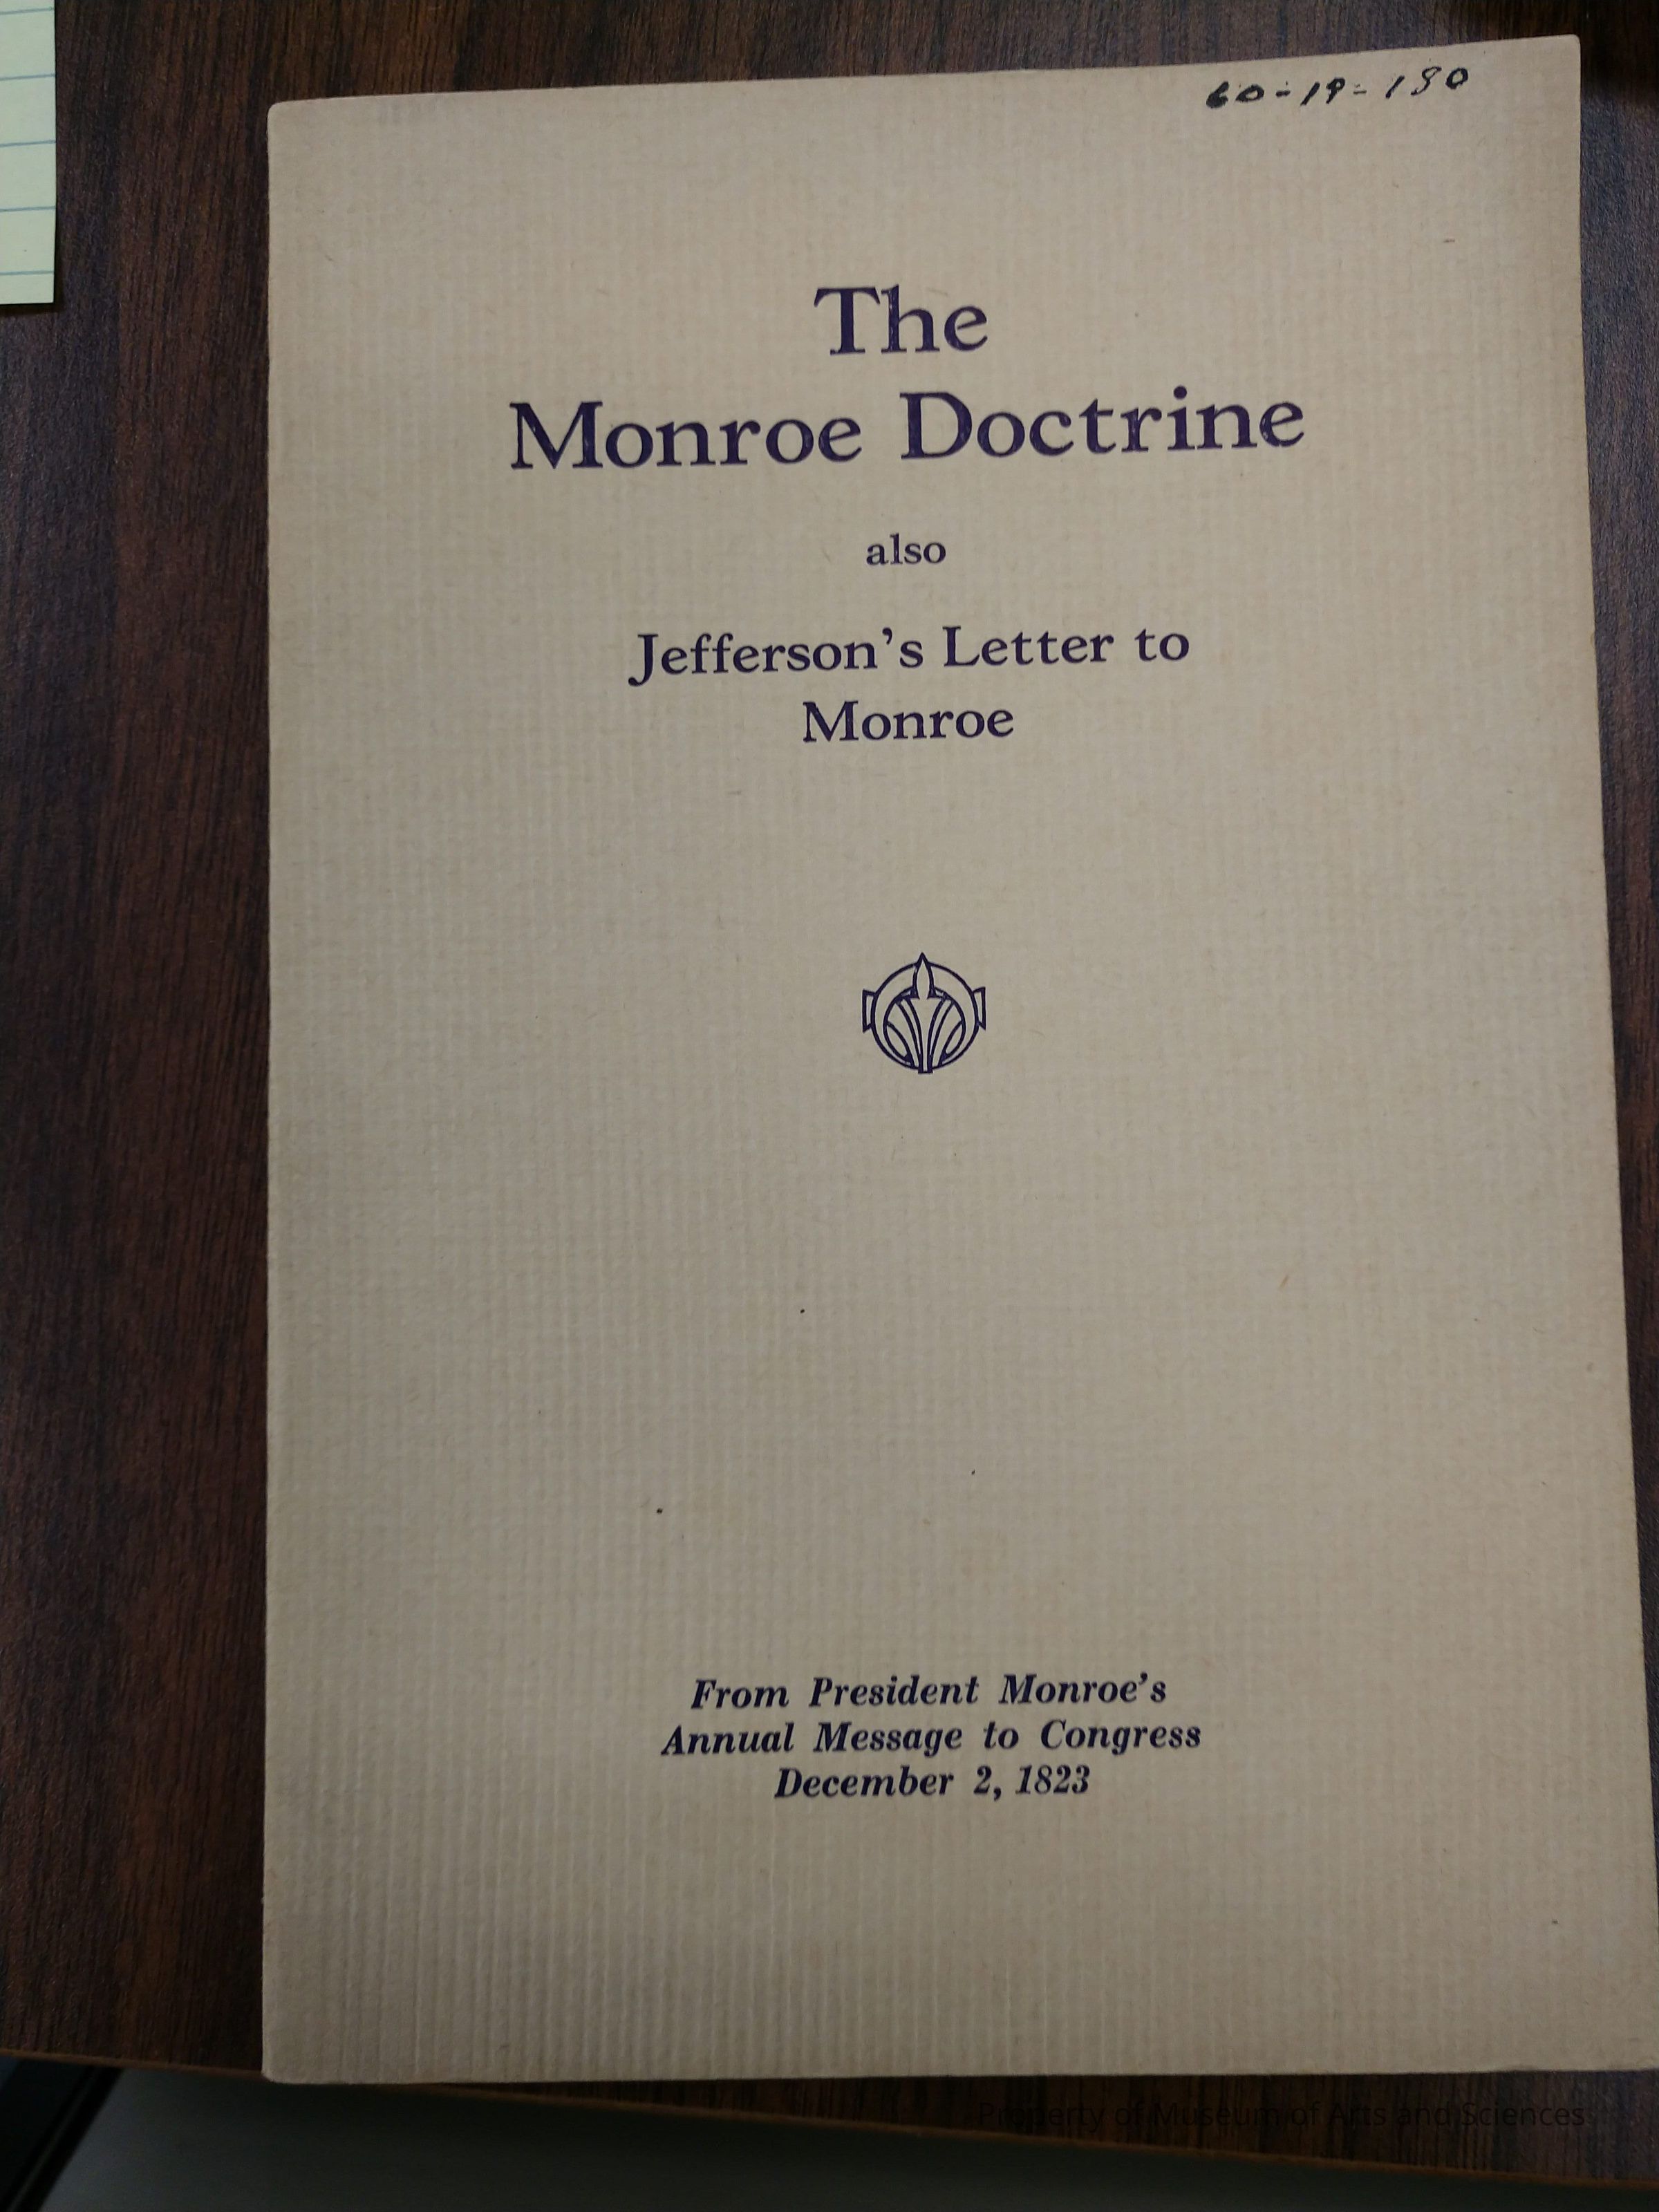 60-19-190
The
Monroe Doctrine
also
Jefferson's Letter to
Monroe
From President Monroe's
Annual Message to Congress
December 2, 1823
Property of Museum of Arts and Sciences